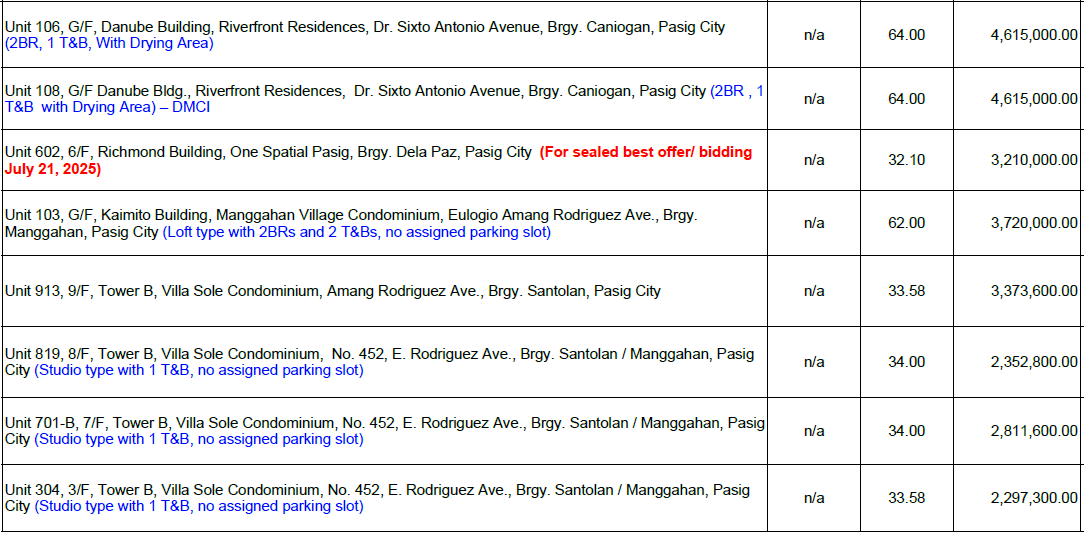 Unit 106, G/F, Danube Building, Riverfront Residences, Dr. Sixto Antonio Avenue, Brgy. Caniogan, Pasig City
(2BR, 1 T&B, With Drying Area)
n/a
64.00
4,615,000.00
Unit 108, G/F Danube Bldg., Riverfront Residences, Dr. Sixto Antonio Avenue, Brgy. Caniogan, Pasig City (2BR , 1
T&B with Drying Area) – DMCI
n/a
64.00
4,615,000.00
Unit 602, 6/F, Richmond Building, One Spatial Pasig, Brgy. Dela Paz, Pasig City (For sealed best offer/ bidding
July 21, 2025)
n/a
32.10
3,210,000.00
Unit 103, G/F, Kaimito Building, Manggahan Village Condominium, Eulogio Amang Rodriguez Ave., Brgy.
Manggahan, Pasig City (Loft type with 2BRs and 2 T&Bs, no assigned parking slot)
n/a
62.00
3,720,000.00
Unit 913, 9/F, Tower B, Villa Sole Condominium, Amang Rodriguez Ave., Brgy. Santolan, Pasig City
n/a
33.58
3,373,600.00
Unit 819, 8/F, Tower B, Villa Sole Condominium, No. 452, E. Rodriguez Ave., Brgy. Santolan / Manggahan, Pasig
City (Studio type with 1 T&B, no assigned parking slot)
n/a
34.00
2,352,800.00
Unit 701-B, 7/F, Tower B, Villa Sole Condominium, No. 452, E. Rodriguez Ave., Brgy. Santolan / Manggahan, Pasig
City (Studio type with 1 T&B, no assigned parking slot)
n/a
34.00
2,811,600.00
Unit 304, 3/F, Tower B, Villa Sole Condominium, No. 452, E. Rodriguez Ave., Brgy. Santolan / Manggahan, Pasig
City (Studio type with 1 T&B, no assigned parking slot)
n/a
33.58
2,297,300.00